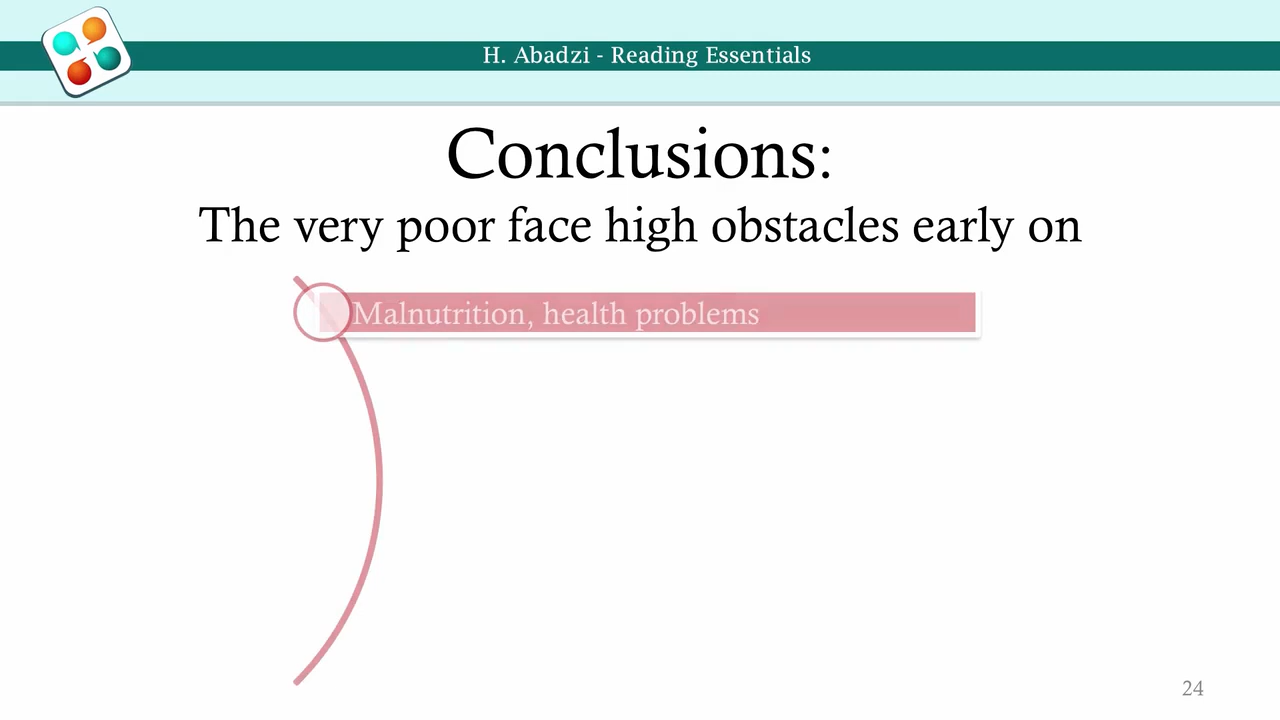 H. Abadzi - Reading Essentials
Conclusions:
The very poor face high obstacles early on
Malnutrition, health problems
24